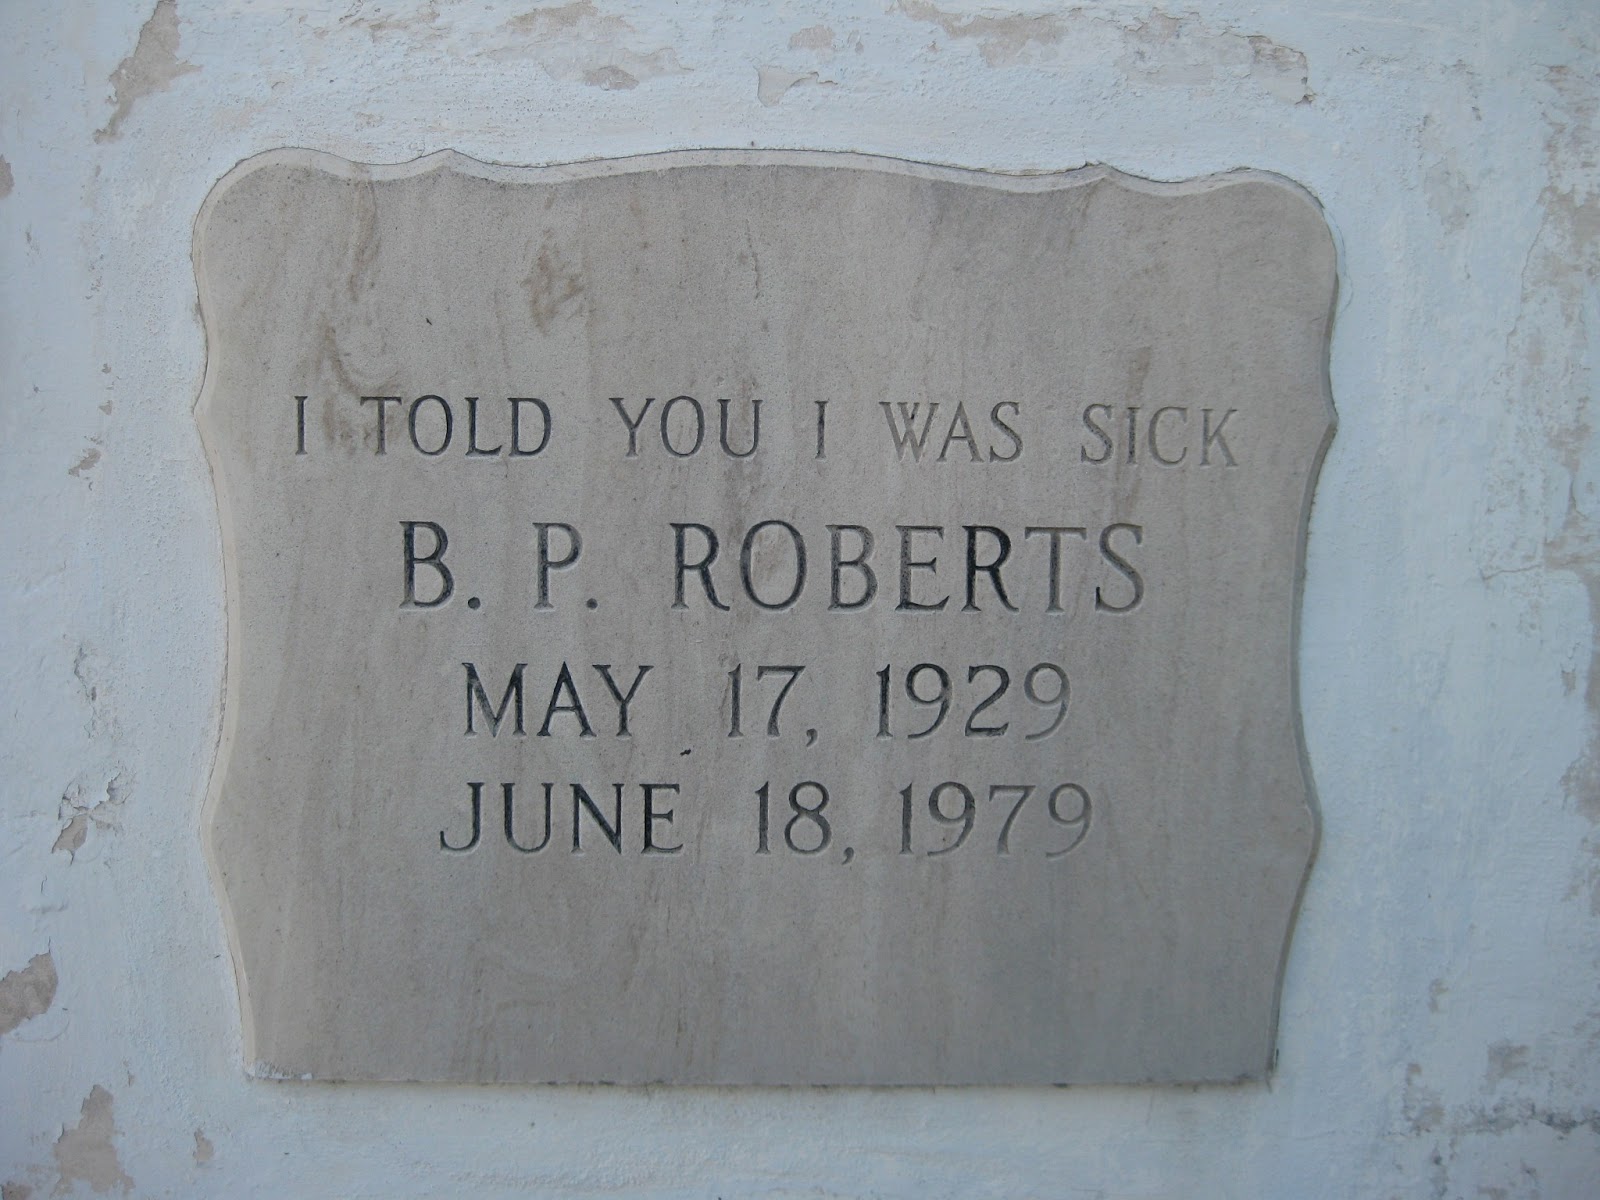 I TOLD YOU I WAS SICK
B. P. ROBERTS
MAY 17, 1929
JUNE 18, 1979